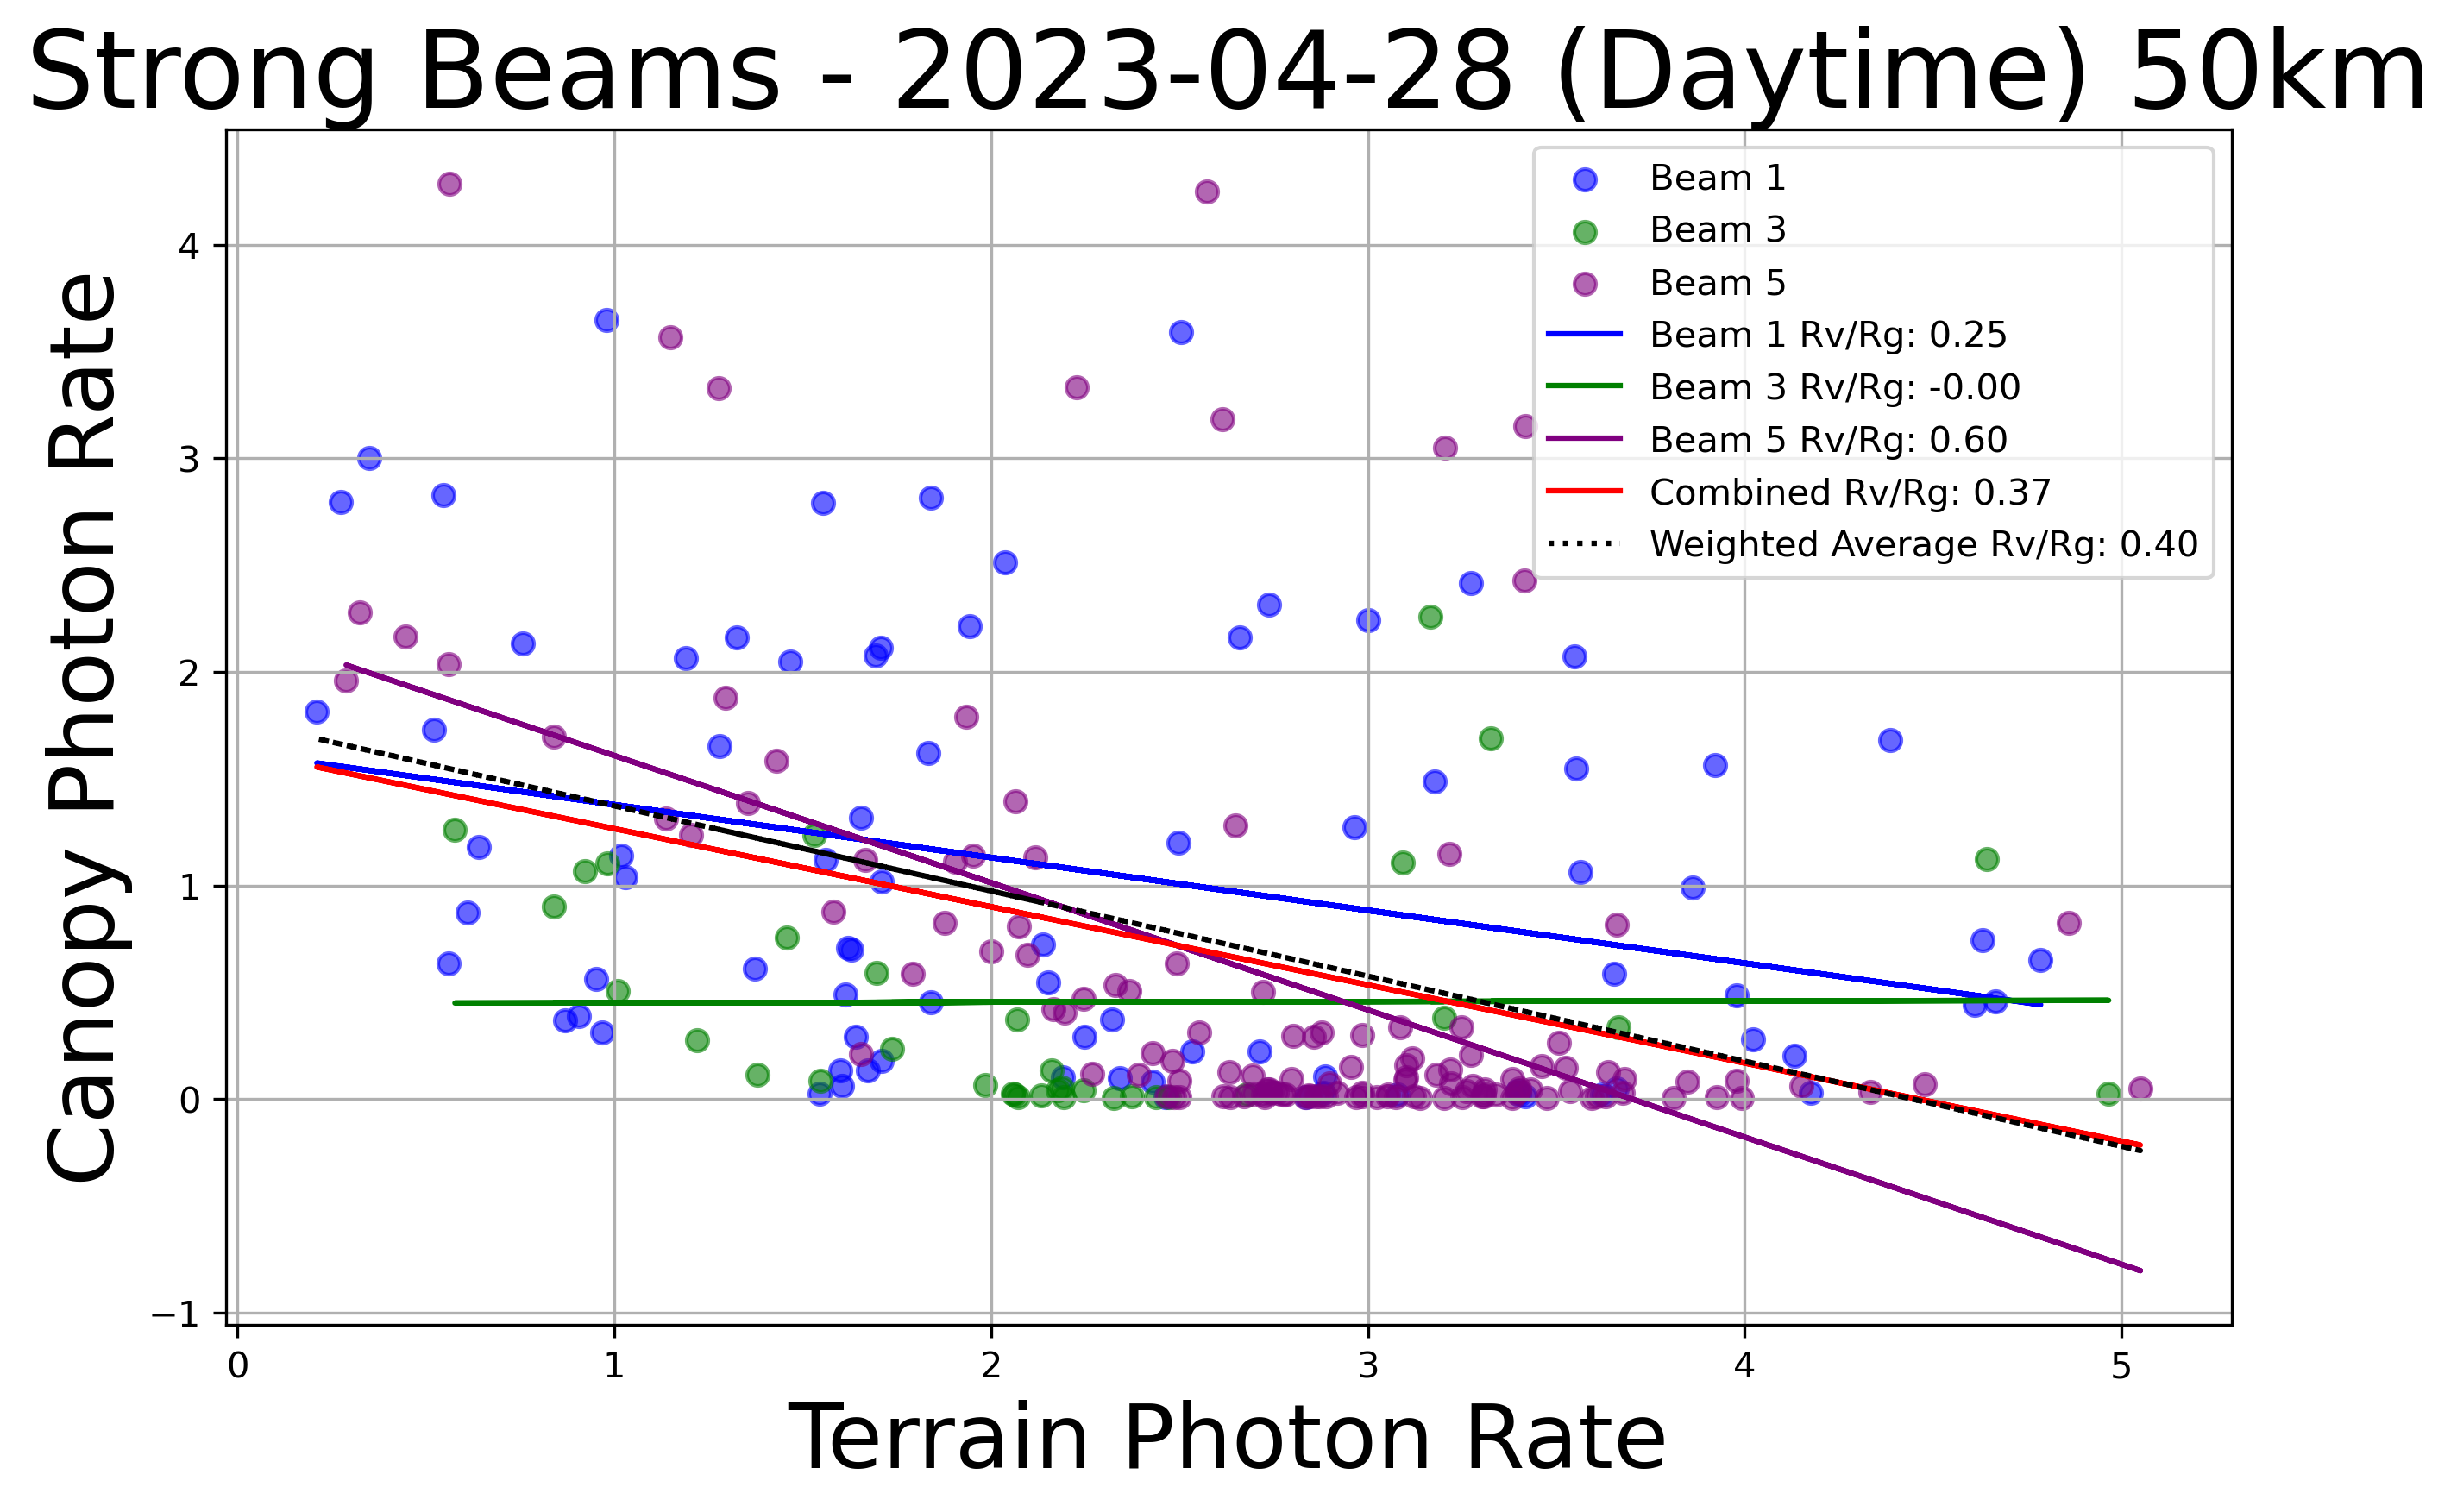 Strong Beams - 2023-04-28 (Daytime) 50km
Canopy Photon Rate
4
3
2
1
0
−1
Beam 1
Beam 3
Beam 5
Beam 1 Rv/Rg: 0.25
Beam 3 Rv/Rg: -0.00
Beam 5 Rv/Rg: 0.60
Combined Rv/Rg: 0.37
Weighted Average Rv/Rg: 0.40
0 1 2 3 4 5
Terrain Photon Rate